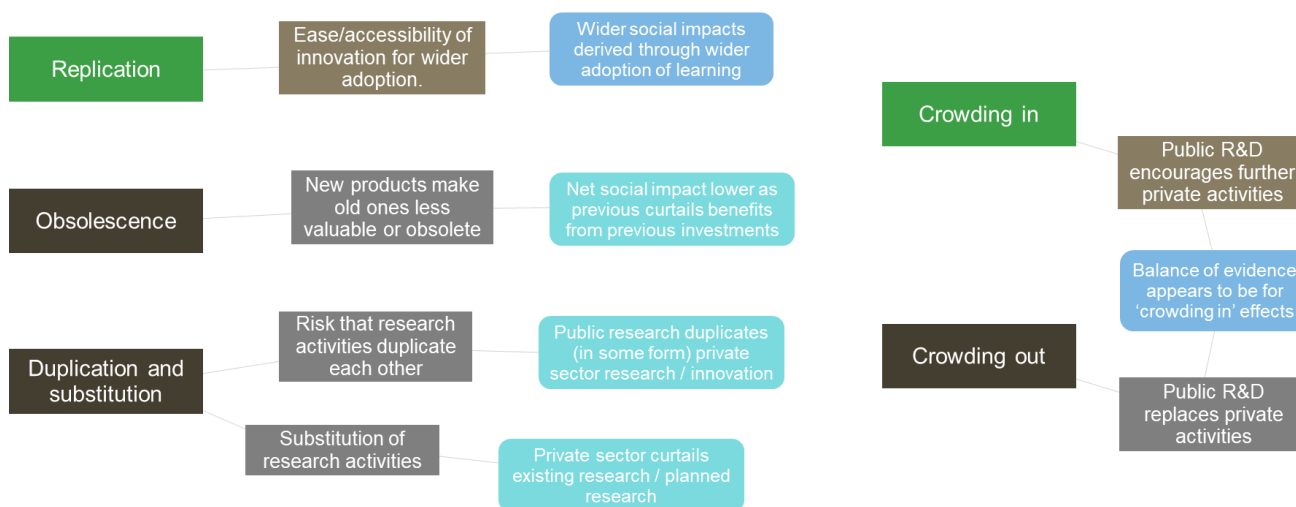 Replication
Ease/accessibility of
innovation for wider
adoption.
Wider social impacts
derived through wider
adoption of learning
Obsolescence
New products make
old ones less
valuable or obsolete
Net social impact lower as
previous curtails benefits
from previous investments
Duplication and
substitution
Risk that research
activities duplicate
each other
Public research duplicates
(in some form) private
sector research / innovation
Substitution of
research activities
Private sector curtails
existing research / planned
research
Crowding in
Public R&D
encourages further
private activities
Balance of evidence
appears to be for
‘crowding in’ effects
Crowding out
Public R&D
replaces private
activities